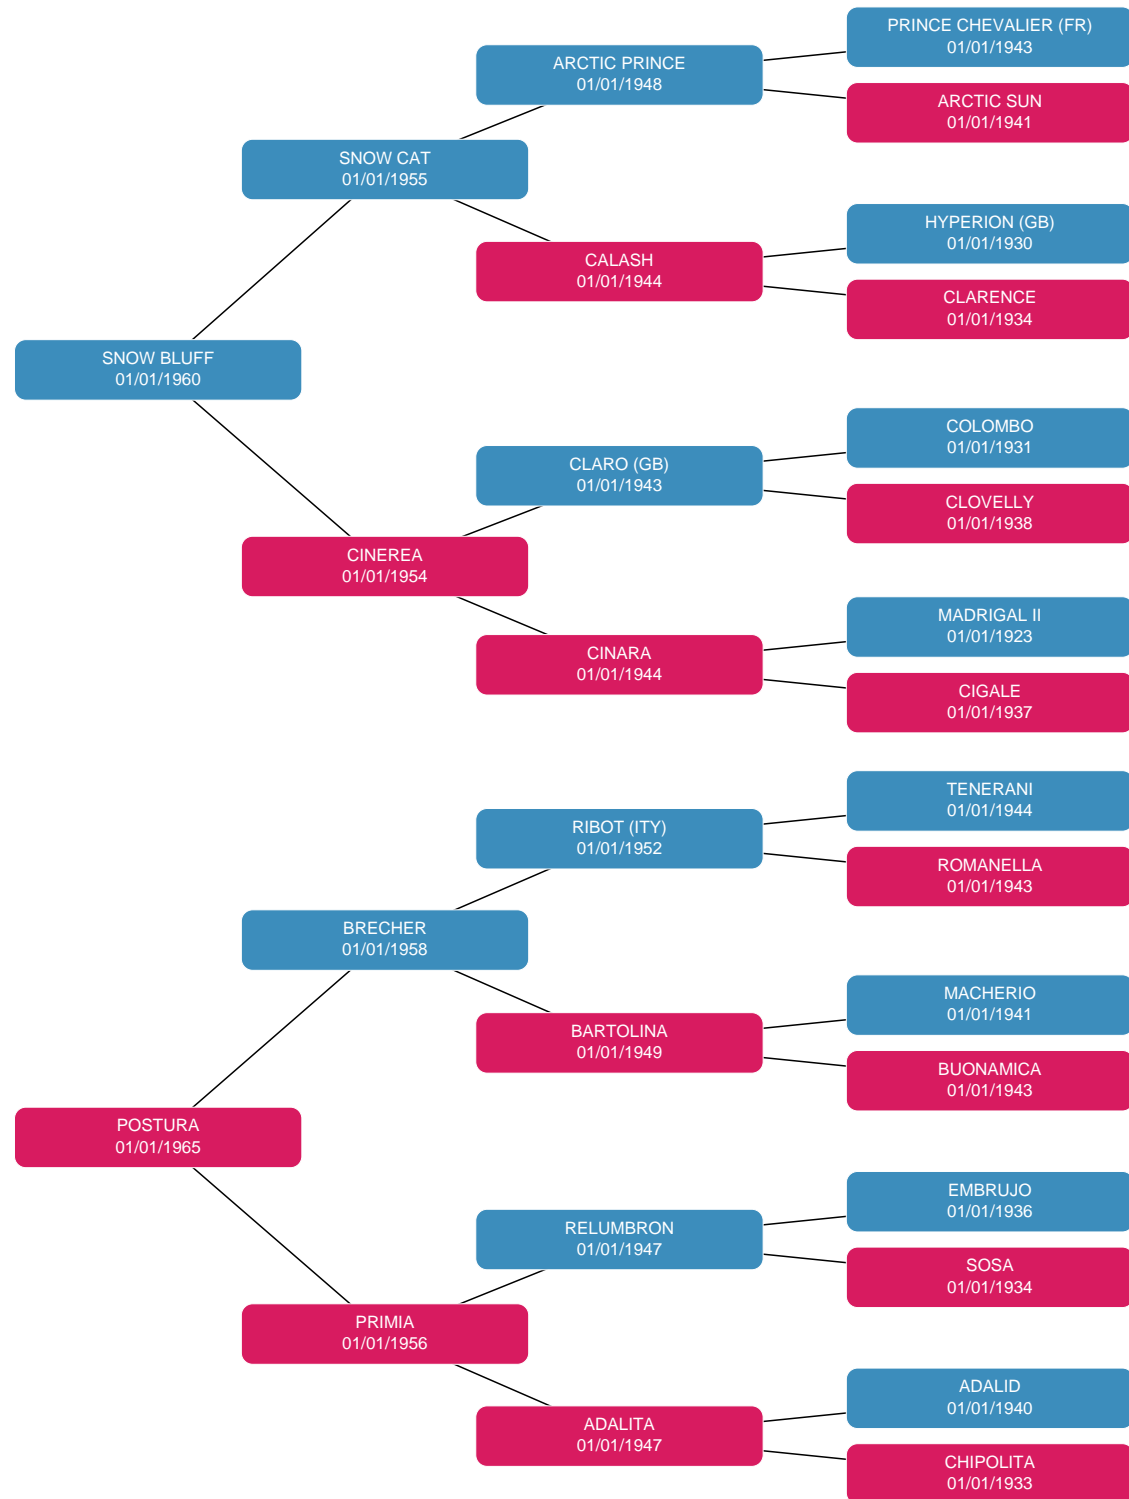 PRINCE CHEVALIER (FR)
01/01/1943
ARCTIC PRINCE
01/01/1948
ARCTIC SUN
01/01/1941
SNOW CAT
01/01/1955
HYPERION (GB)
01/01/1930
CALASH
01/01/1944
CLARENCE
01/01/1934
SNOW BLUFF
01/01/1960
COLOMBO
01/01/1931
CLARO (GB)
01/01/1943
CLOVELLY
01/01/1938
CINEREA
01/01/1954
MADRIGAL II
01/01/1923
CINARA
01/01/1944
CIGALE
01/01/1937
TENERANI
01/01/1944
RIBOT (ITY)
01/01/1952
ROMANELLA
01/01/1943
BRECHER
01/01/1958
MACHERIO
01/01/1941
BARTOLINA
01/01/1949
BUONAMICA
01/01/1943
POSTURA
01/01/1965
EMBRUJO
01/01/1936
RELUMBRON
01/01/1947
SOSA
01/01/1934
PRIMIA
01/01/1956
ADALID
01/01/1940
ADALITA
01/01/1947
CHIPOLITA
01/01/1933